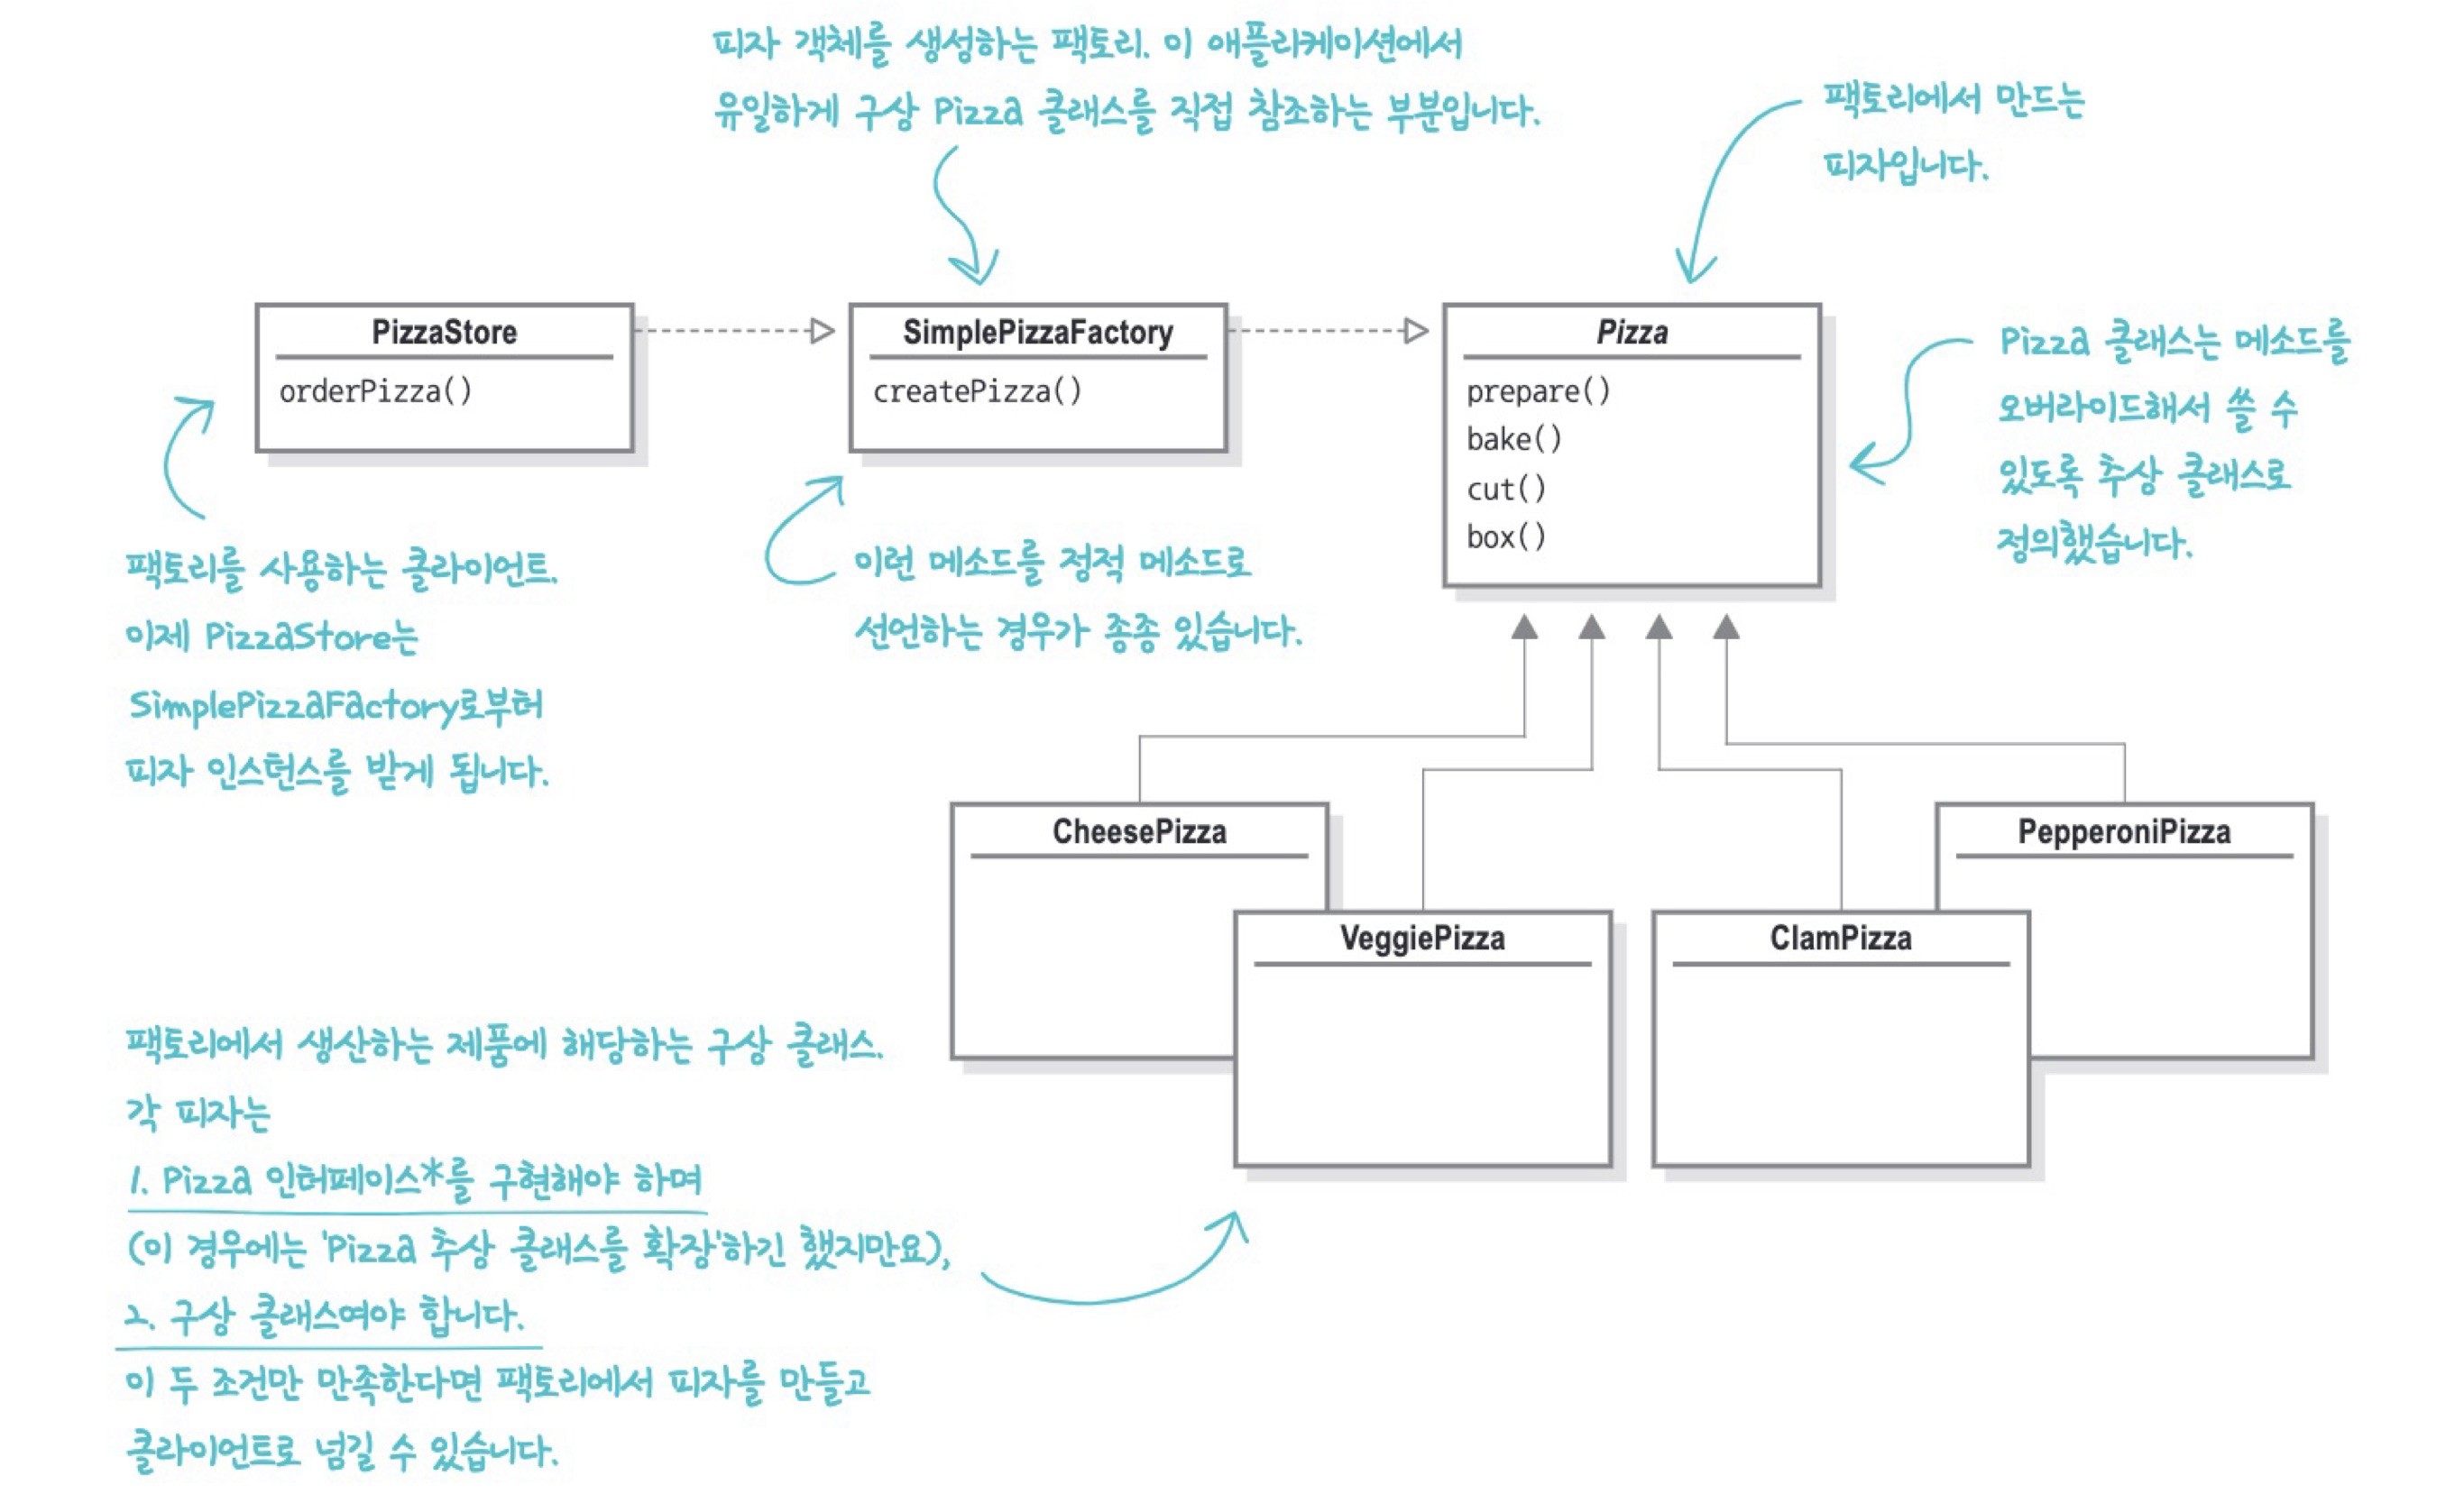 피자 객체를 생성하는 팩토리. 이 애플리케이션에서
유일하게 구상 Pizza 클래스를 직접 참조하는 부분입니다.
팩토리에서 만드는
피자입니다.
PizzaStore
orderPizza()
SimplePizzaFactory
createPizza()
Pizza
prepare()
bake()
cut()
box()
Pizza 클래스는 메소드를
오버라이드해서 쓸 수
있도록 추상 클래스로
정의했습니다.
팩토리를 사용하는 클라이언트.
이제 PizzaStore는
SimplePizzaFactory로부터
피자 인스턴스를 받게 됩니다.
이런 메소드를 정적 메소드로
선언하는 경우가 종종 있습니다.
CheesePizza
VeggiePizza
ClamPizza
PepperoniPizza
팩토리에서 생산하는 제품에 해당하는 구상 클래스.
각 피자는
1. Pizza 인터페이스*를 구현해야 하며
(이 경우에는 'Pizza 추상 클래스를 확장'하긴 했지만요),
2. 구상 클래스여야 합니다.
이 두 조건만 만족한다면 팩토리에서 피자를 만들고
클라이언트로 넘길 수 있습니다.